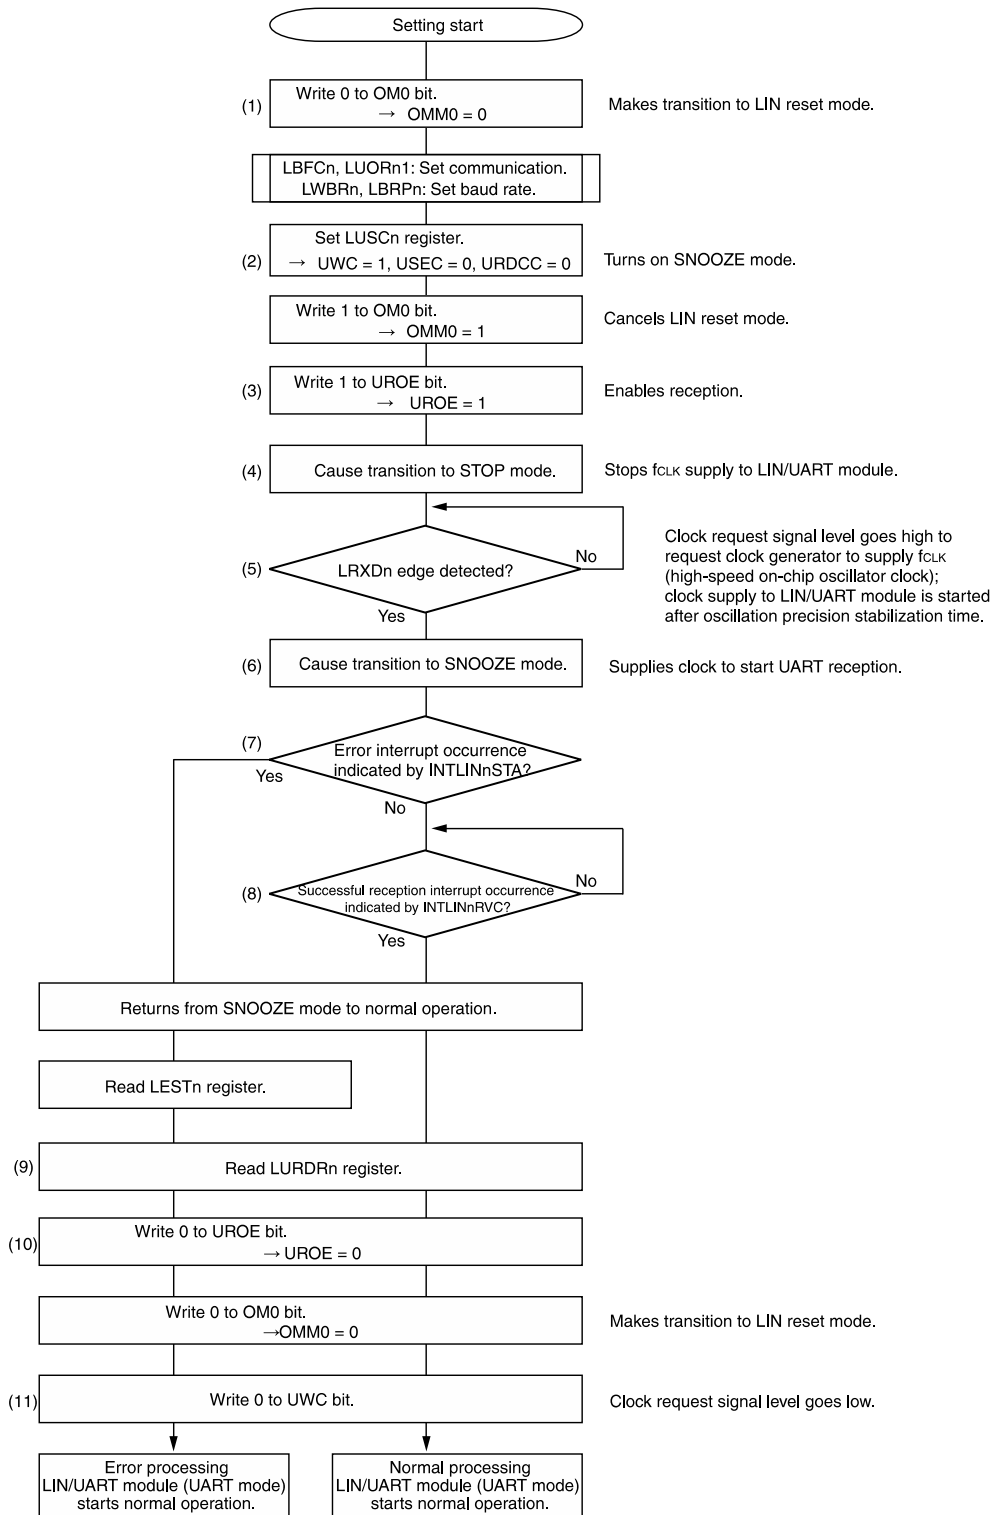 Setting start
(1)
Write 0 to OM0 bit.
→ OMM0 = 0
Makes transition to LIN reset mode.
LBFCn, LUORn1: Set communication.
LWBRn, LBRPn: Set baud rate.
(2)
Set LUSCn register.
→ UWC = 1, USEC = 0, URDCC = 0
Turns on SNOOZE mode.
Write 1 to OM0 bit.
→ OMM0 = 1
Cancels LIN reset mode.
(3)
Write 1 to UROE bit.
→ UROE = 1
Enables reception.
(4)
Cause transition to STOP mode.
Stops fCLK supply to LIN/UART module.
(5)
LRXDn edge detected?
No
Yes
Clock request signal level goes high to
request clock generator to supply fCLK
(high-speed on-chip oscillator clock);
clock supply to LIN/UART module is started
after oscillation precision stabilization time.
(6)
Cause transition to SNOOZE mode.
Supplies clock to start UART reception.
(7)
Error interrupt occurrence
indicated by INTLINnSTA?
Yes
No
(8)
Successful reception interrupt occurrence
indicated by INTLINnRVC?
No
Yes
Returns from SNOOZE mode to normal operation.
Read LESTn register.
(9)
Read LURDRn register.
(10)
Write 0 to UROE bit.
→ UROE = 0
Write 0 to OM0 bit.
→OMM0 = 0
Makes transition to LIN reset mode.
(11)
Write 0 to UWC bit.
Clock request signal level goes low.
Error processing
LIN/UART module (UART mode)
starts normal operation.
Normal processing
LIN/UART module (UART mode)
starts normal operation.